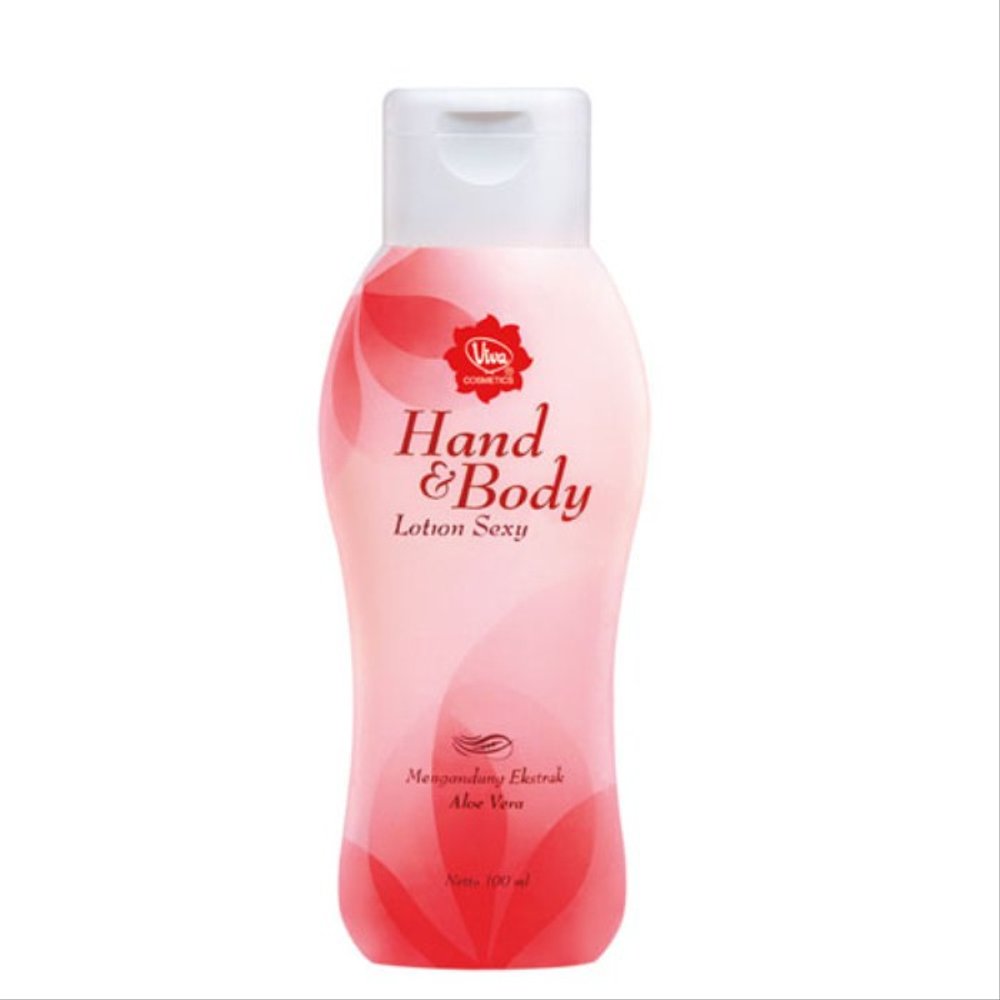 Viva®
COSMETICS
Hand
&Body
Lotion Sexy
Mengandung Ekstrak
Aloe Vera
Netto 100 ml